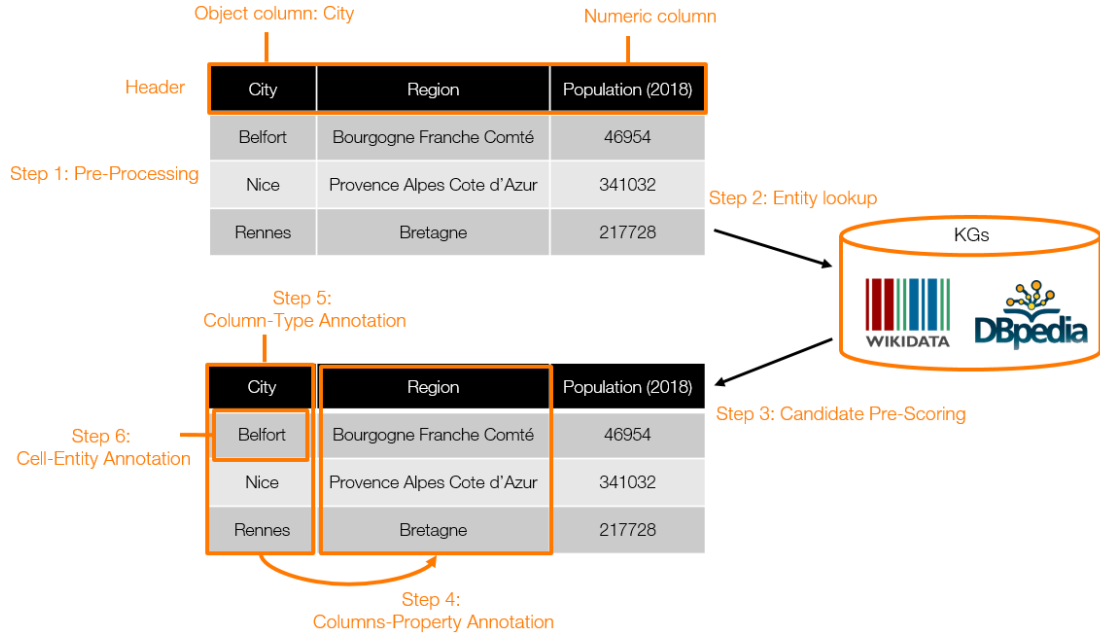 Object column: City
Numeric column
Header
City Region Population (2018)
Belfort Bourgogne Franche Comté 46954
Step 1: Pre-Processing
Nice Provence Alpes Cote d'Azur 341032
Step 2: Entity lookup
Rennes Bretagne 217728
KGs
WIKIDATA
DBpedia
Step 5:
Column-Type Annotation
City Region Population (2018)
Step 3: Candidate Pre-Scoring
Step 6:
Cell-Entity Annotation
Belfort Bourgogne Franche Comté 46954
Nice Provence Alpes Cote d'Azur 341032
Rennes Bretagne 217728
Step 4:
Columns-Property Annotation